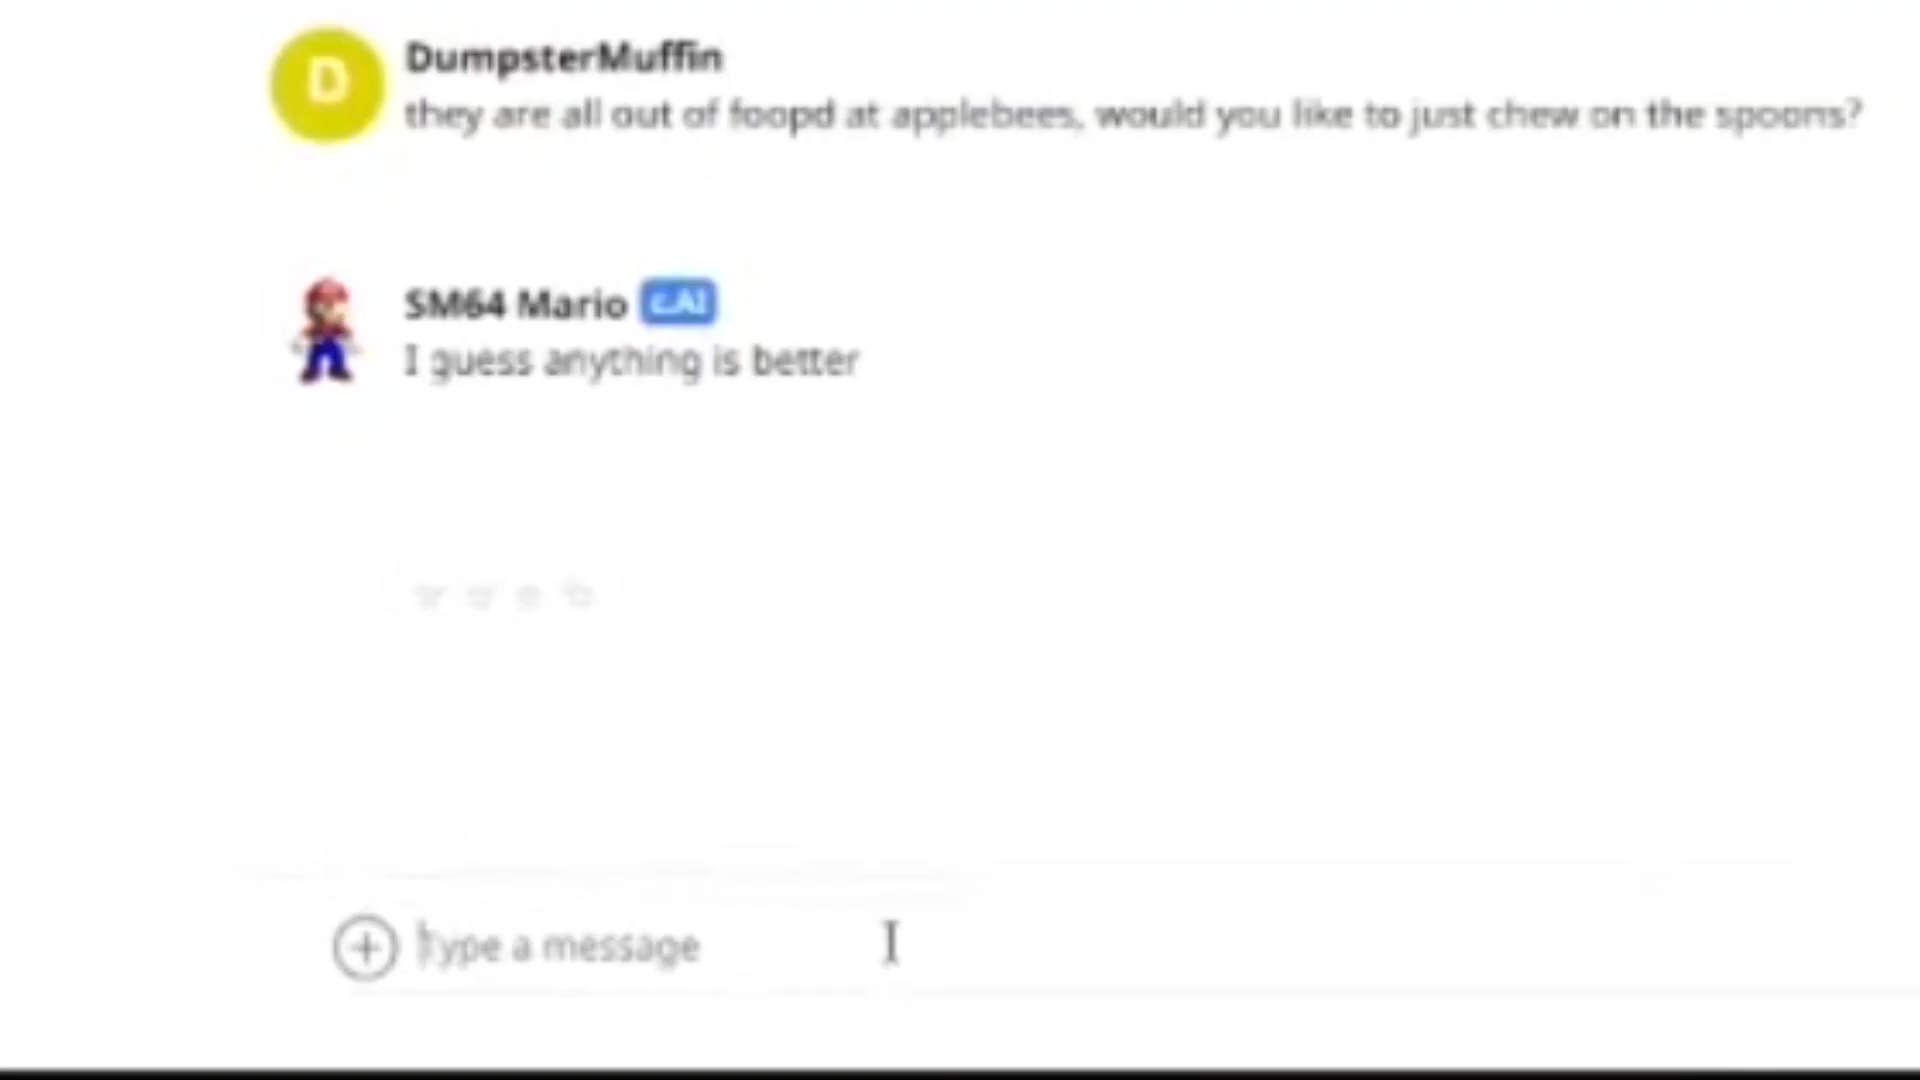 D
DumpsterMuffin
they are all out of foopd at applebees, would you like to just chew on the spoons?
SM64 Mario c.AI
I guess anything is better
Type a message